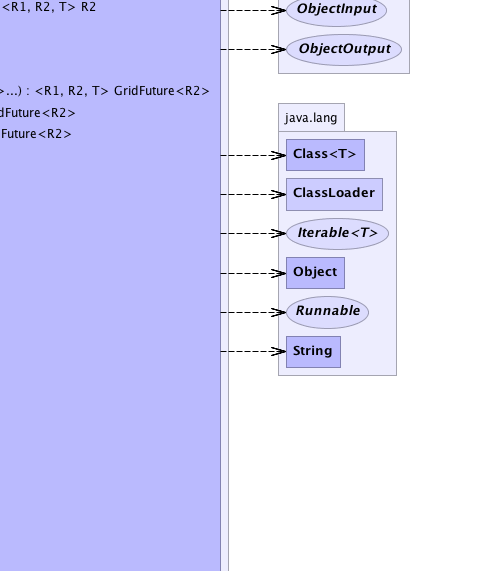 <R1, R2, T> R2
>...) : <R1, R2, T> GridFuture<R2>
dFuture<R2>
Future<R2>
ObjectInput
ObjectOutput
java.lang
Class<T>
ClassLoader
Iterable<T>
Object
Runnable
String